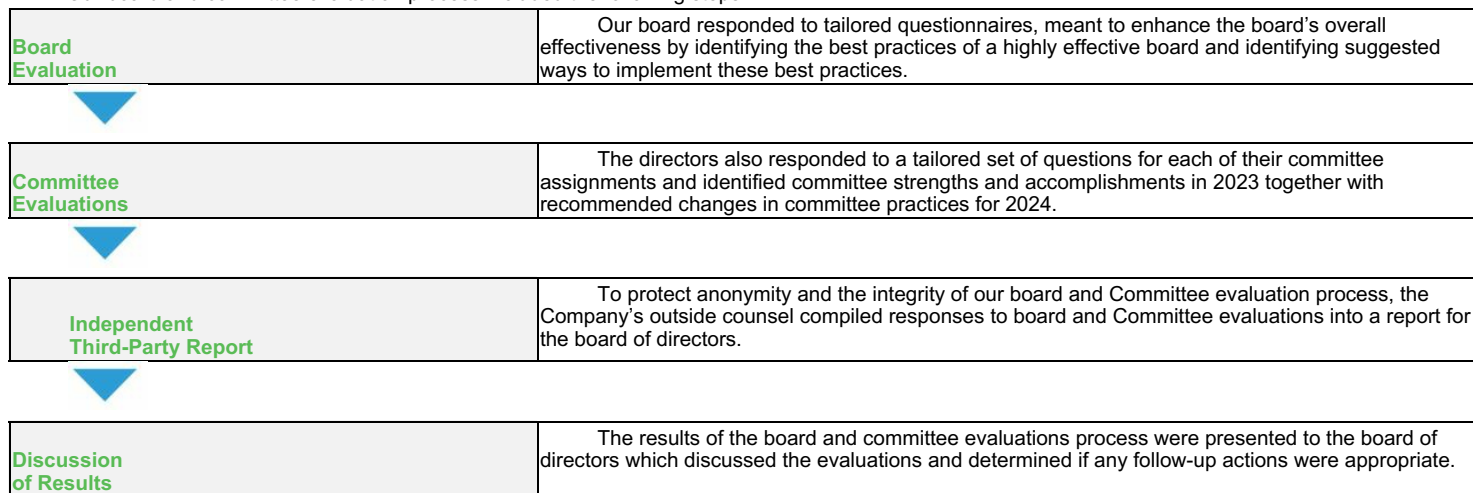 Board
Evaluation
Our board responded to tailored questionnaires, meant to enhance the board’s overall
effectiveness by identifying the best practices of a highly effective board and identifying suggested
ways to implement these best practices.
Committee
Evaluations
The directors also responded to a tailored set of questions for each of their committee
assignments and identified committee strengths and accomplishments in 2023 together with
recommended changes in committee practices for 2024.
Independent
Third-Party Report
To protect anonymity and the integrity of our board and Committee evaluation process, the
Company’s outside counsel compiled responses to board and Committee evaluations into a report for
the board of directors.
Discussion
of Results
The results of the board and committee evaluations process were presented to the board of
directors which discussed the evaluations and determined if any follow-up actions were appropriate.